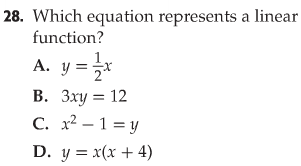 28. Which equation represents a linear
function?
A. y = 1/2x
B. 3xy = 12
C. x² − 1 = y
D. y = x(x + 4)